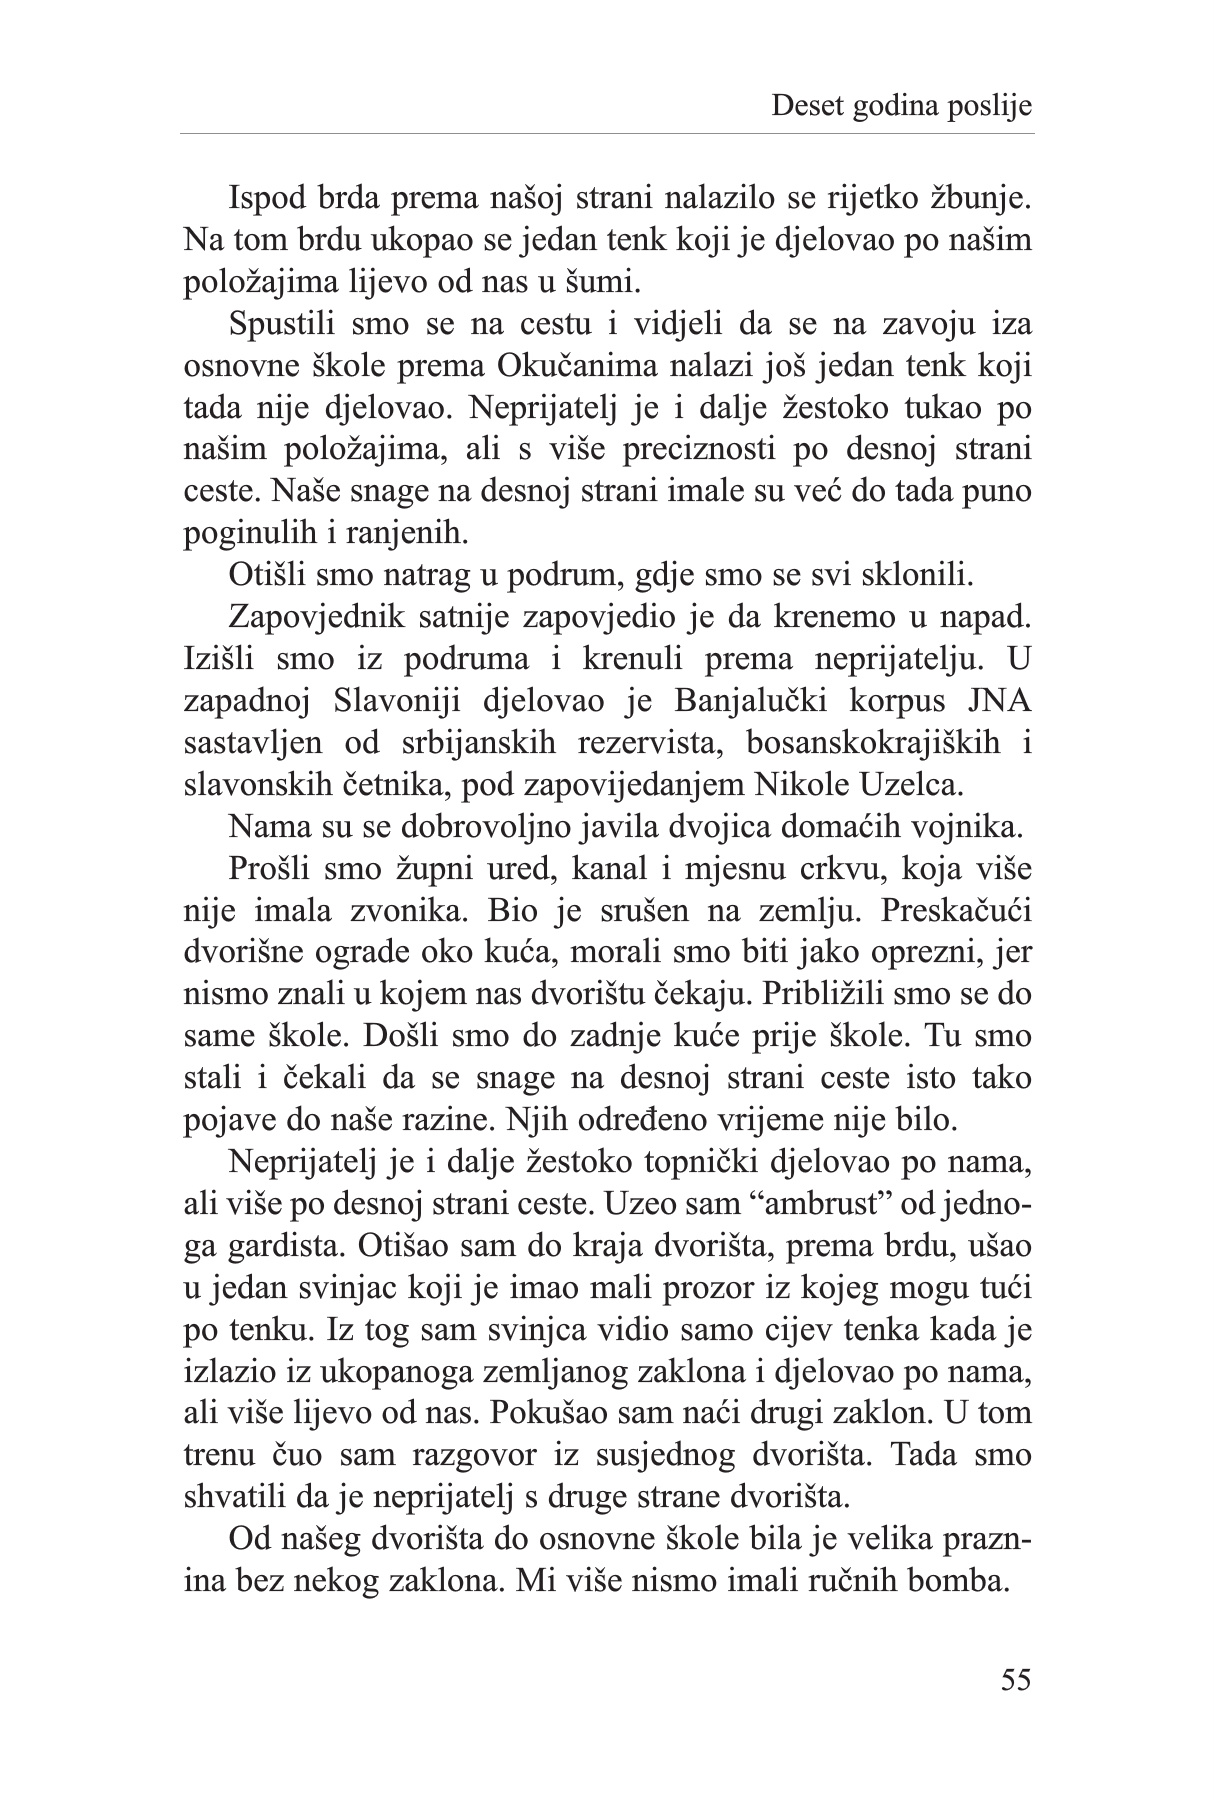 Deset godina poslije
Ispod brda prema našoj strani nalazilo se rijetko žbunje.
Na tom brdu ukopao se jedan tenk koji je djelovao po našim
položajima lijevo od nas u šumi.
Spustili smo se na cestu i vidjeli da se na zavoju iza
osnovne škole prema Okučanima nalazi još jedan tenk koji
tada nije djelovao. Neprijatelj je i dalje žestoko tukao po
našim položajima, ali s više preciznosti po desnoj strani
ceste. Naše snage na desnoj strani imale su već do tada puno
poginulih i ranjenih.
Otišli smo natrag u podrum, gdje smo se svi sklonili.
Zapovjednik satnije zapovjedio je da krenemo u napad.
Izišli smo iz podruma i krenuli prema neprijatelju. U
zapadnoj Slavoniji djelovao je Banjalučki korpus JNA
sastavljen od srbijanskih rezervista, bosanskokrajiških i
slavonskih četnika, pod zapovijedanjem Nikole Uzelca.
Nama su se dobrovoljno javila dvojica domaćih vojnika.
Prošli smo župni ured, kanal i mjesnu crkvu, koja više
nije imala zvonika. Bio je srušen na zemlju. Preskačući
dvorišne ograde oko kuća, morali smo biti jako oprezni, jer
nismo znali u kojem nas dvorištu čekaju. Približili smo se do
same škole. Došli smo do zadnje kuće prije škole. Tu smo
stali i čekali da se snage na desnoj strani ceste isto tako
pojave do naše razine. Njih određeno vrijeme nije bilo.
Neprijatelj je i dalje žestoko topnički djelovao po nama,
ali više po desnoj strani ceste. Uzeo sam “ambrust” od jedno-
ga gardista. Otišao sam do kraja dvorišta, prema brdu, ušao
u jedan svinjac koji je imao mali prozor iz kojeg mogu tući
po tenku. Iz tog sam svinjca vidio samo cijev tenka kada je
izlazio iz ukopanoga zemljanog zaklona i djelovao po nama,
ali više lijevo od nas. Pokušao sam naći drugi zaklon. U tom
trenu čuo sam razgovor iz susjednog dvorišta. Tada smo
shvatili da je neprijatelj s druge strane dvorišta.
Od našeg dvorišta do osnovne škole bila je velika prazn-
ina bez nekog zaklona. Mi više nismo imali ručnih bomba.
55